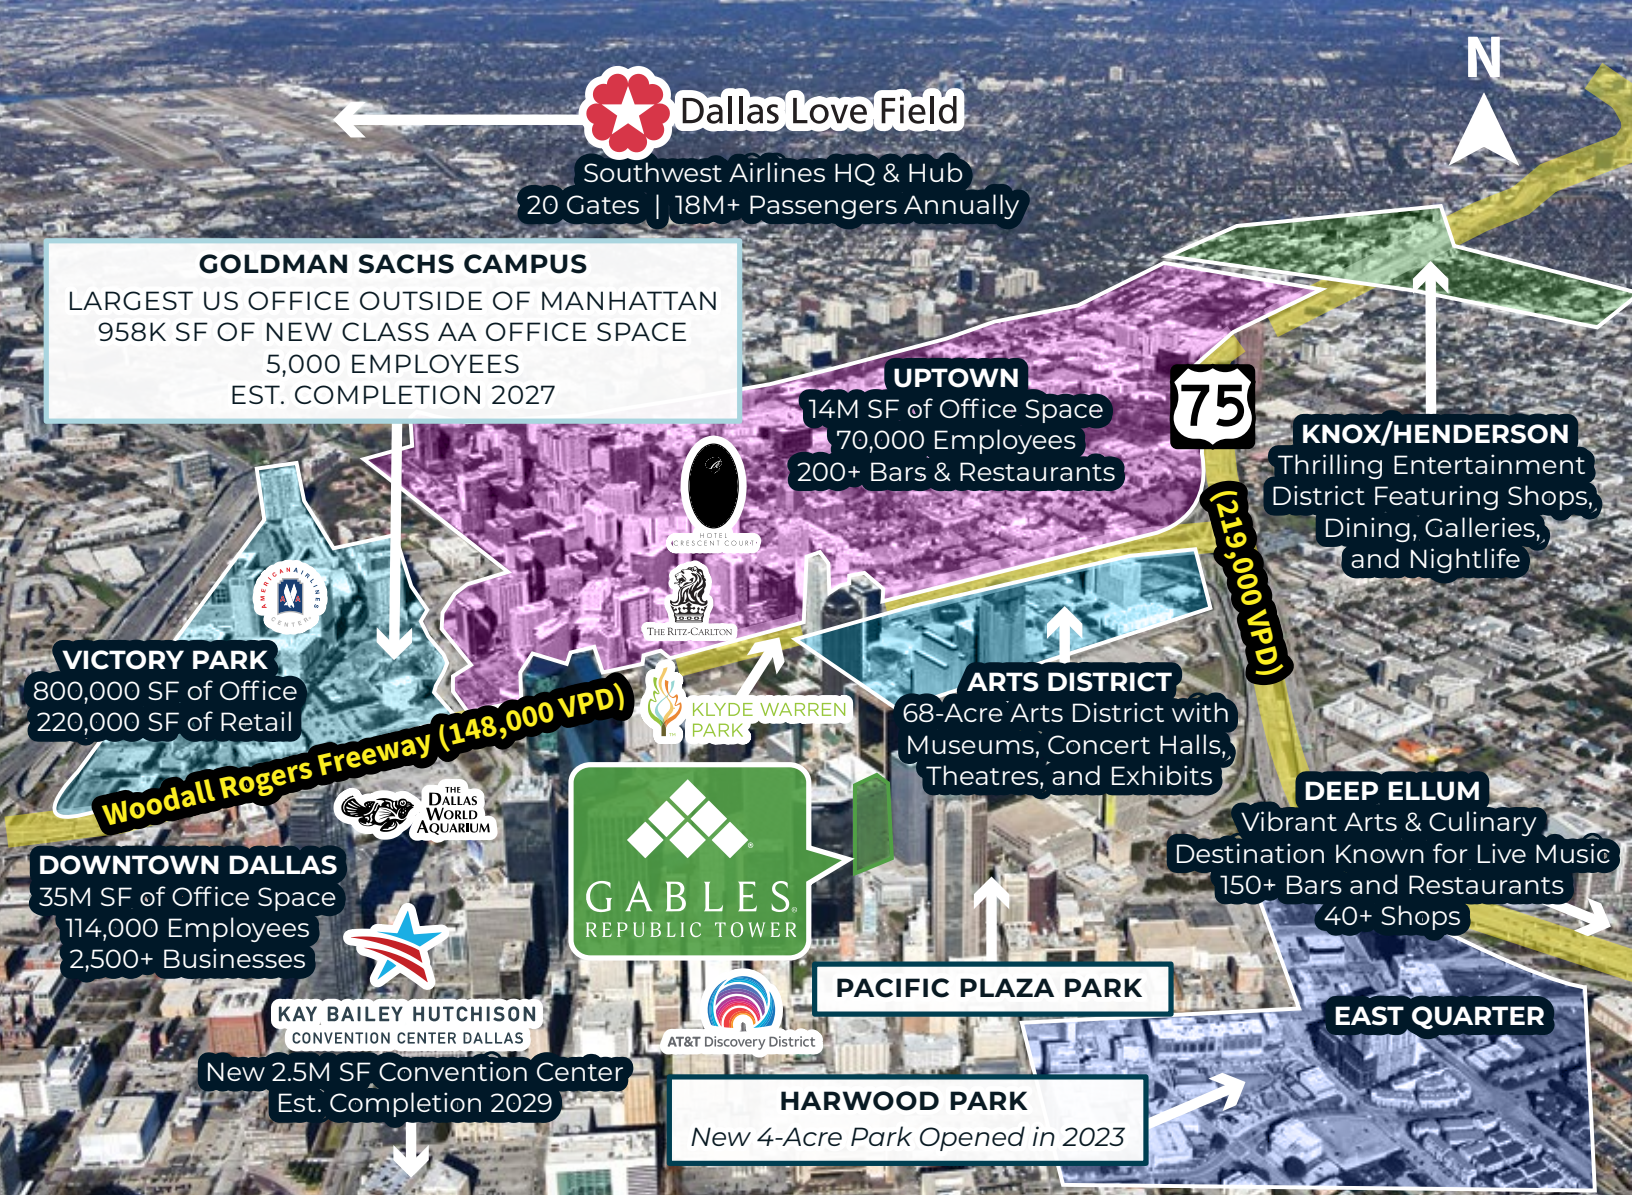 N
Dallas Love Field
Southwest Airlines HQ & Hub
20 Gates | 18M+ Passengers Annually
GOLDMAN SACHS CAMPUS
LARGEST US OFFICE OUTSIDE OF MANHATTAN
958K SF OF NEW CLASS AA OFFICE SPACE
5,000 EMPLOYEES
EST. COMPLETION 2027
UPTOWN
14M SF of Office Space
70,000 Employees
200+ Bars & Restaurants
75
(219,000 VPD)
KNOX/HENDERSON
Thrilling Entertainment
District Featuring Shops,
Dining, Galleries,
and Nightlife
HOTEL
CRESCENT COURT
THE RITZ-CARLTON
AMERICAN AIRLINES
CENTER
VICTORY PARK
800,000 SF of Office
220,000 SF of Retail
Woodall Rogers Freeway (148,000 VPD)
KLYDE WARREN
PARK
ARTS DISTRICT
68-Acre Arts District with
Museums, Concert Halls,
Theatres, and Exhibits
THE
DALLAS
WORLD
AQUARIUM
DEEP ELLUM
Vibrant Arts & Culinary
Destination Known for Live Music
150+ Bars and Restaurants
40+ Shops
DOWNTOWN DALLAS
35M SF of Office Space
114,000 Employees
2,500+ Businesses
GABLES®
REPUBLIC TOWER
PACIFIC PLAZA PARK
KAY BAILEY HUTCHISON
CONVENTION CENTER DALLAS
New 2.5M SF Convention Center
Est. Completion 2029
AT&T Discovery District
EAST QUARTER
HARWOOD PARK
New 4-Acre Park Opened in 2023